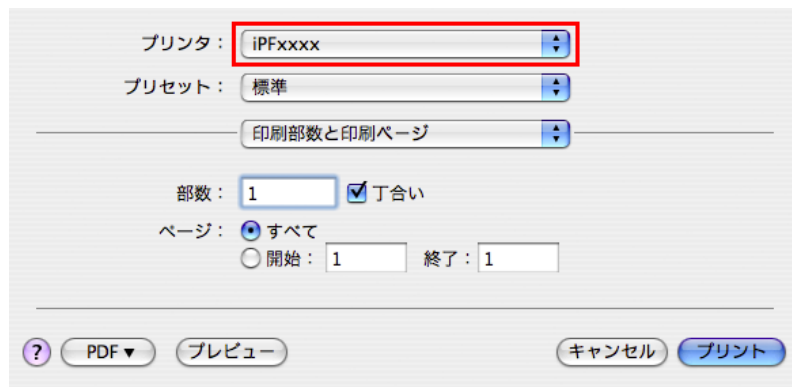 プリンタ： iPFxxxx
プリセット： 標準
印刷部数と印刷ページ
部数： 1 丁合い
ページ： すべて
開始： 1 終了： 1
? PDF▼ プレビュー キャンセル プリント